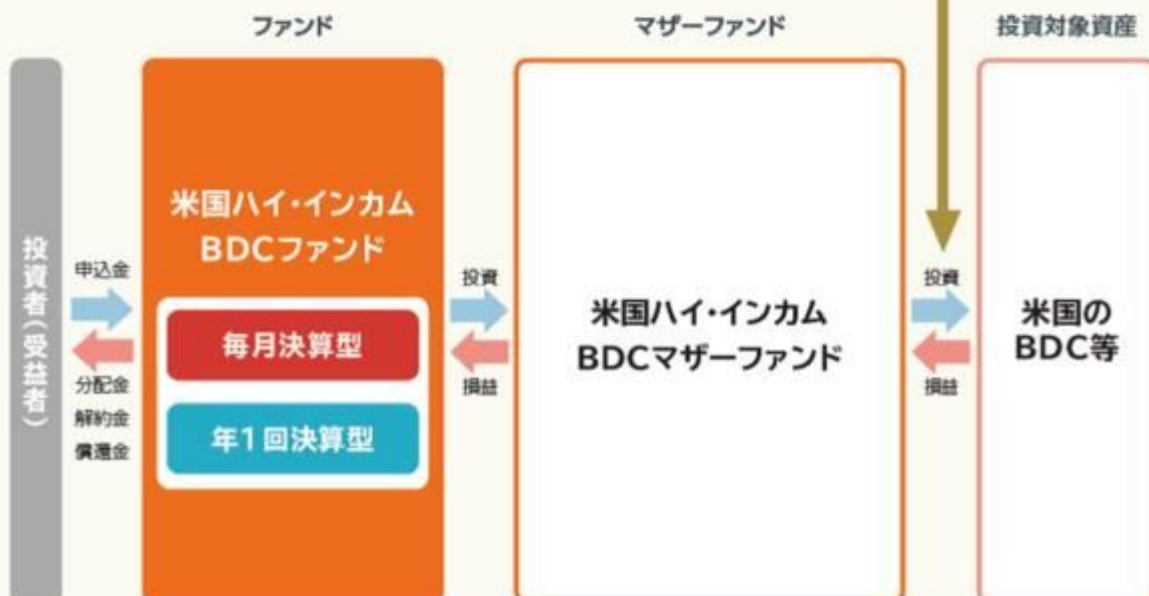 ファンド
マザーファンド
投資対象資産
投資者(受益者)
申込金
分配金
解約金
償還金
米国ハイ・インカム
BDCファンド
毎月決算型
年1回決算型
投資
損益
米国ハイ・インカム
BDCマザーファンド
投資
損益
米国の
BDC等